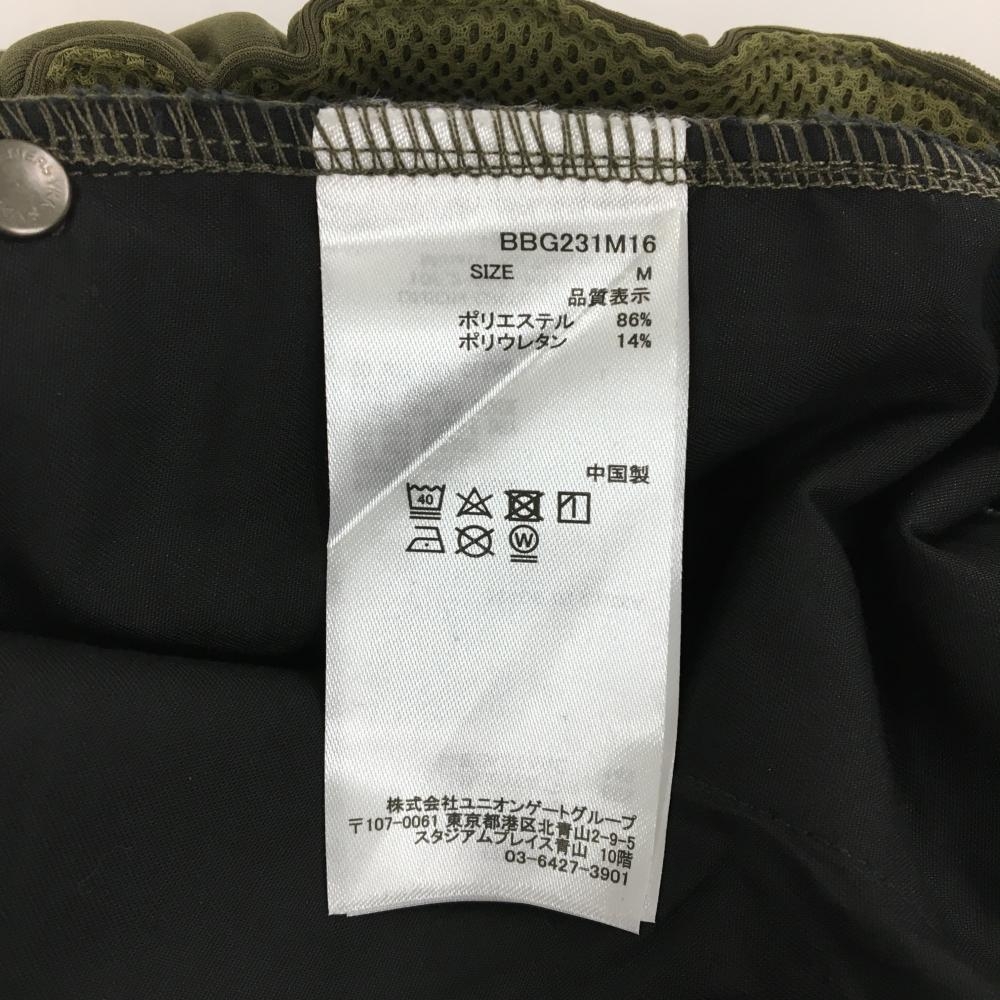 BBG231M16
SIZE M
品質表示
ポリエステル 86%
ポリウレタン 14%
中国製
40
W
株式会社ユニオンゲートグループ
〒107-0061 東京都港区北青山2-9-5
スタジアムプレイス青山 10階
03-6427-3901